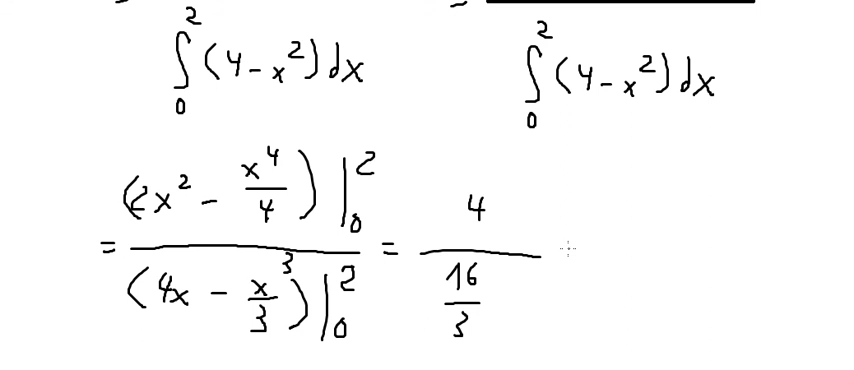 = ∫₀² (4 - x²) dx = ∫₀² (4 - x²) dx
= (2x² - x⁴/4) |₀² / (4x - x³/3) |₀² = 4 / (16/3)